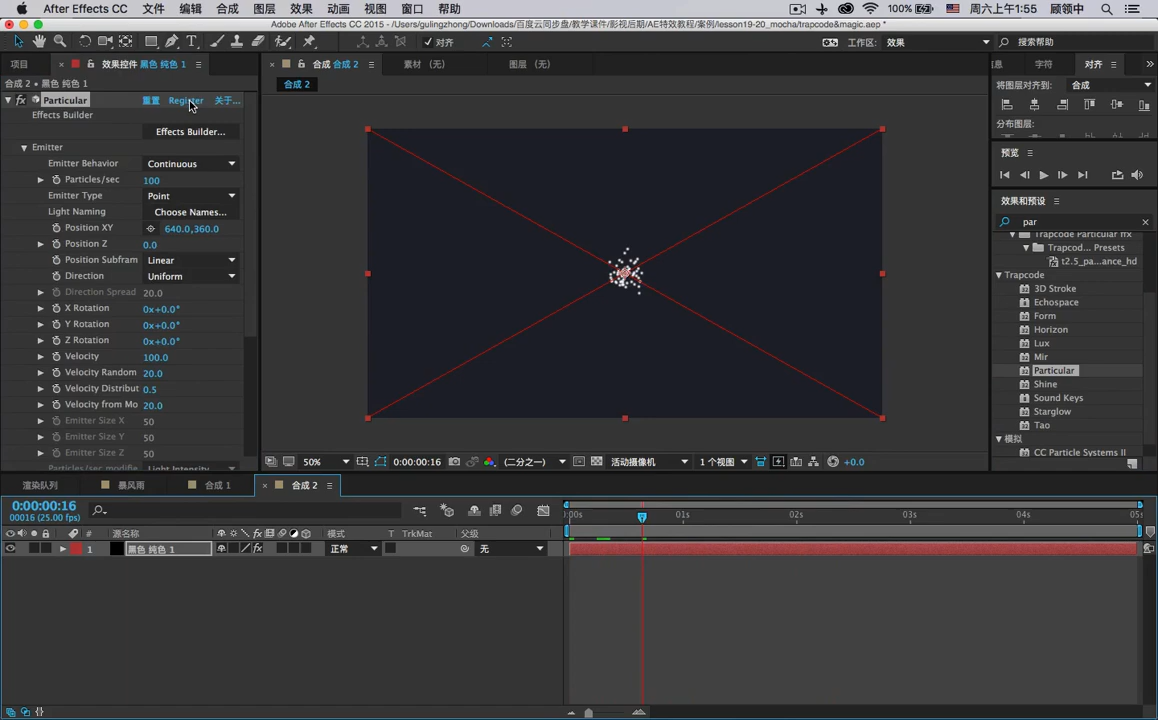 After Effects CC 文件 编辑 合成 图层 效果 动画 视图 窗口 帮助 100% 周六上午1:55 顾领中
Adobe After Effects CC 2015 - /Users/gulingzhong/Downloads/百度云同步盘/教学课件/影视后期/AE特效教程/案例/lesson19-20_mocha/trapcode&magic.aep *
对齐 工作区: 效果 搜索帮助
项目 效果控件 黑色 纯色 1 合成 合成 2 素材 (无) 图层 (无) 息 字符 对齐
合成 2 • 黑色 纯色 1 合成 2 将图层对齐到: 合成
fx Particular 重置 Register 关于...
Effects Builder
Effects Builder...
Emitter
Emitter Behavior Continuous
Particles/sec 100
Emitter Type Point
Light Naming Choose Names...
Position XY 640.0,360.0
Position Z 0.0
Position Subfram Linear
Direction Uniform
Direction Spread 20.0
X Rotation 0x+0.0°
Y Rotation 0x+0.0°
Z Rotation 0x+0.0°
Velocity 100.0
Velocity Random 20.0
Velocity Distribut 0.5
Velocity from Mo 20.0
Emitter Size X 50
Emitter Size Y 50
Emitter Size Z 50
Particles/sec modifie Light Intensity
分布图层:
预览
效果和预设
par
Trapcode Particular mx
Trapcod... Presets
t2.5_pa...ance_hd
Trapcode
3D Stroke
Echospace
Form
Horizon
Lux
Mir
Particular
Shine
Sound Keys
Starglow
Tao
模拟
CC Particle Systems II
50% 0:00:00:16 (二分之一) 活动摄像机 1 个视图 +0.0
渲染队列 暴风雨 合成 1 合成 2
0:00:00:16
00016 (25.00 fps)
:00s 01s 02s 03s 04s 05s
# 源名称 fx 模式 T TrkMat 父级
1 黑色 纯色 1 fx 正常 无